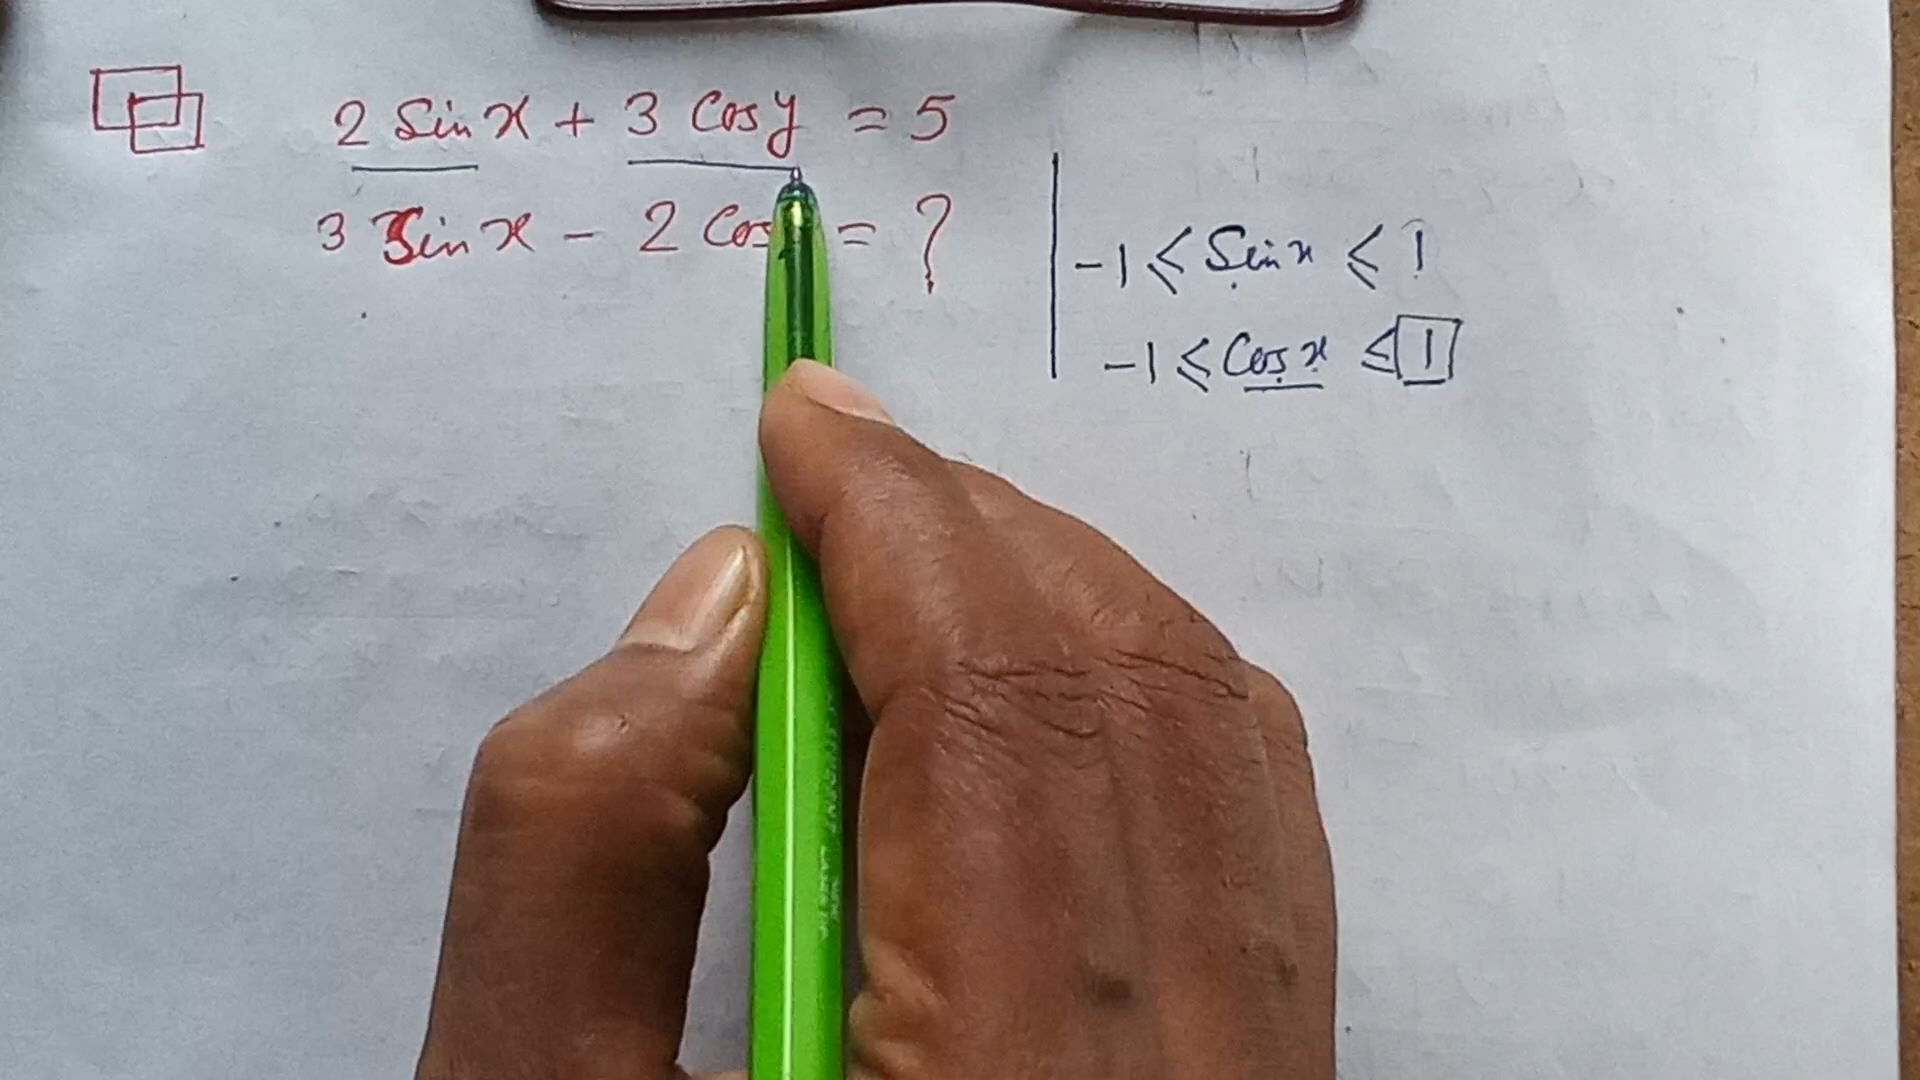 2 Sin x + 3 Cos y = 5
3 Sin x - 2 Cos = ?
-1 ≤ Sin x ≤ 1
-1 ≤ Cos x ≤ 1